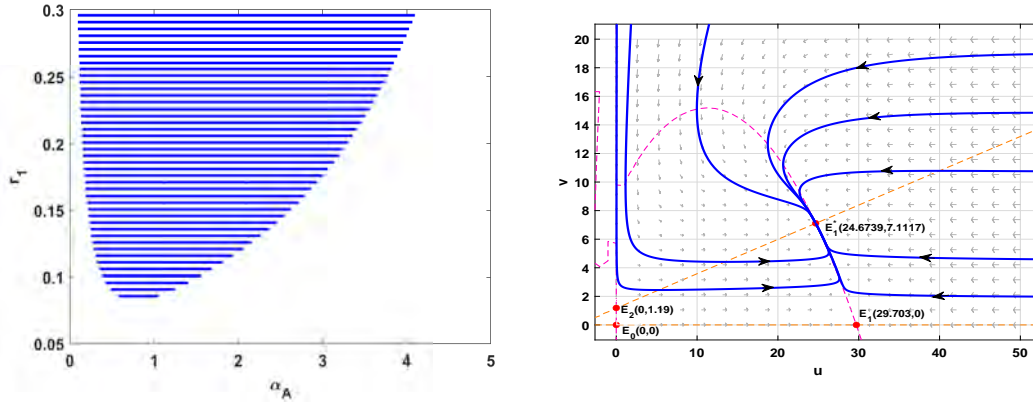 0.3
0.25
0.2
0.15
0.1
0.05
r₁
0 1 2 3 4 5
α_A
20
18
16
14
12
10
8
6
4
2
0
v
E₁*(24.6739,7.1117)
E₂(0,1.19)
E₀(0,0)
E₁(29.703,0)
0 10 20 30 40 50
u